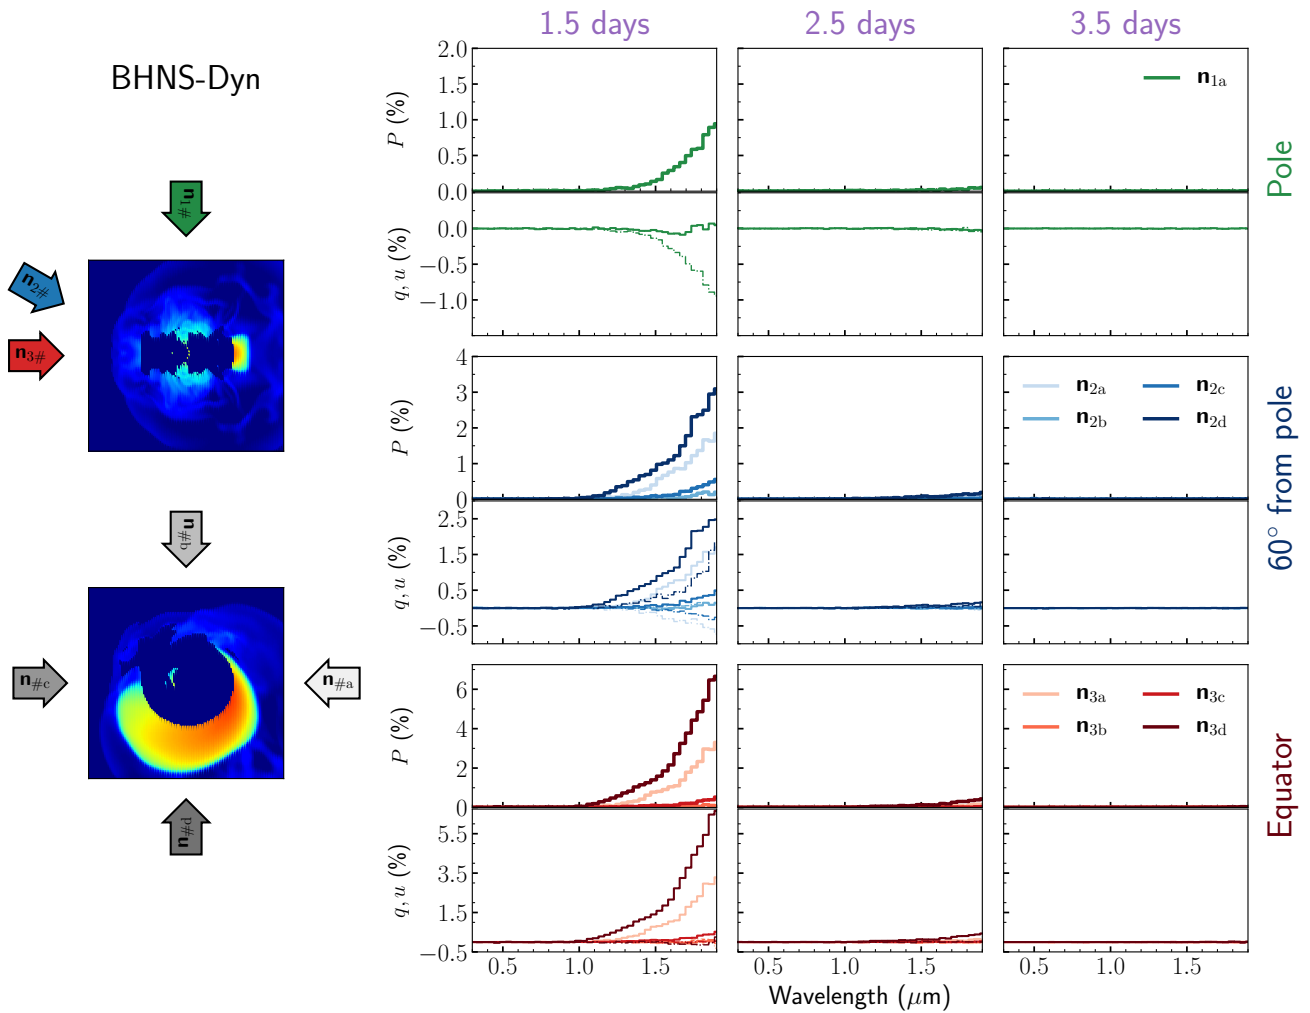 1.5 days
2.5 days
3.5 days
BHNS-Dyn
n1#
n2#
n3#
n#b
n#c
n#a
n#d
2.0
1.5
1.0
0.5
0.0
P (%)
n1a
Pole
0.0
−0.5
−1.0
q, u (%)
4
3
2
1
0
P (%)
n2a
n2b
n2c
n2d
60° from pole
2.5
1.5
0.5
−0.5
q, u (%)
6
4
2
0
P (%)
n3a
n3b
n3c
n3d
Equator
5.5
3.5
1.5
−0.5
q, u (%)
0.5 1.0 1.5
0.5 1.0 1.5
0.5 1.0 1.5
Wavelength (μm)